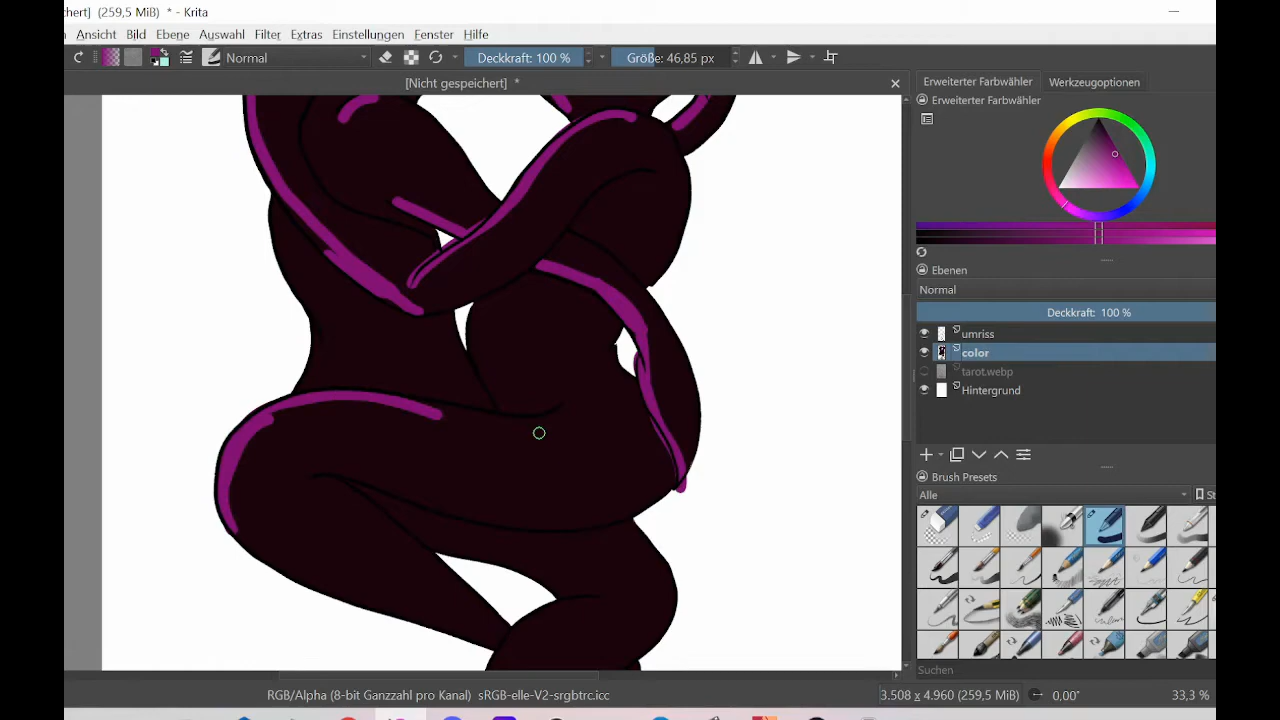 chert] (259,5 MiB) * - Krita
Ansicht Bild Ebene Auswahl Filter Extras Einstellungen Fenster Hilfe
Normal Deckkraft: 100 % Größe: 46,85 px
[Nicht gespeichert] *
Erweiterter Farbwähler Werkzeugoptionen
Erweiterter Farbwähler
Ebenen
Normal
Deckkraft: 100 %
umriss
color
tarot.webp
Hintergrund
Brush Presets
Alle St
Suchen
RGB/Alpha (8-bit Ganzzahl pro Kanal) sRGB-elle-V2-srgbtrc.icc 3.508 x 4.960 (259,5 MiB) 0,00° 33,3 %